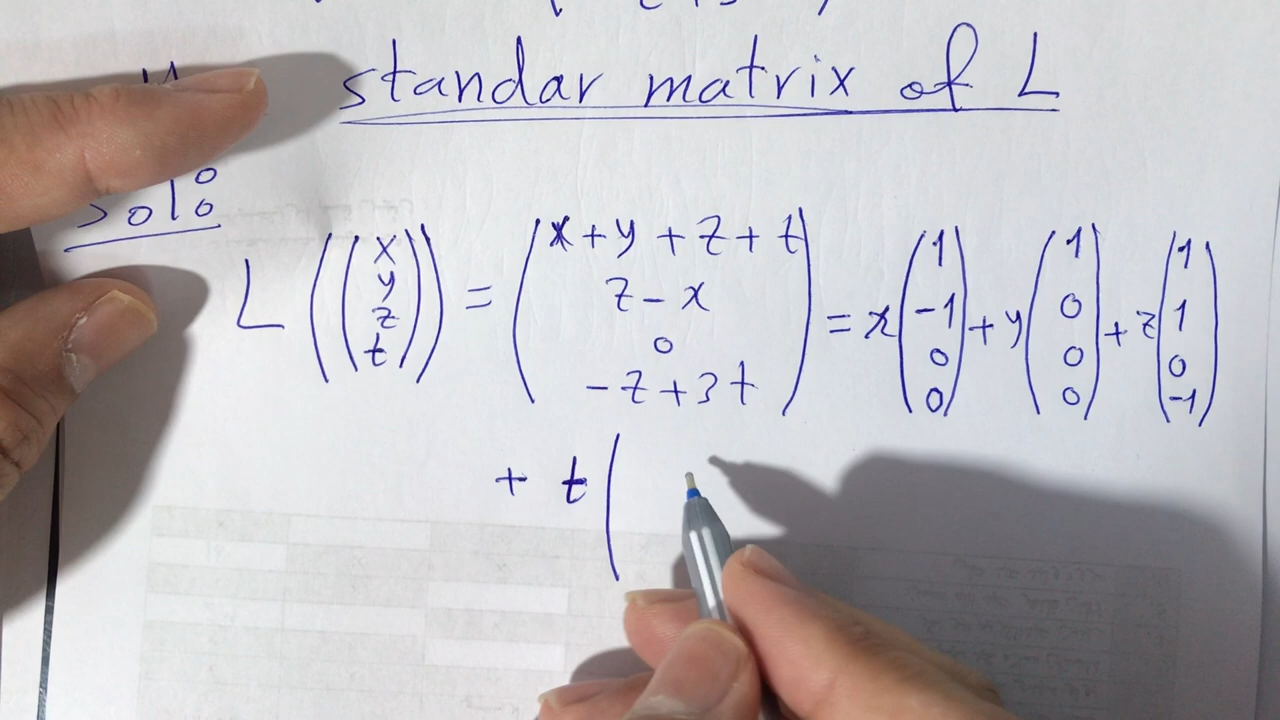 standar matrix of L
sol:
L((x y z t)) = (x+y+z+t z-x 0 -z+3t) = x(1 -1 0 0) + y(1 0 0 0) + z(1 1 0 -1)
+ t(